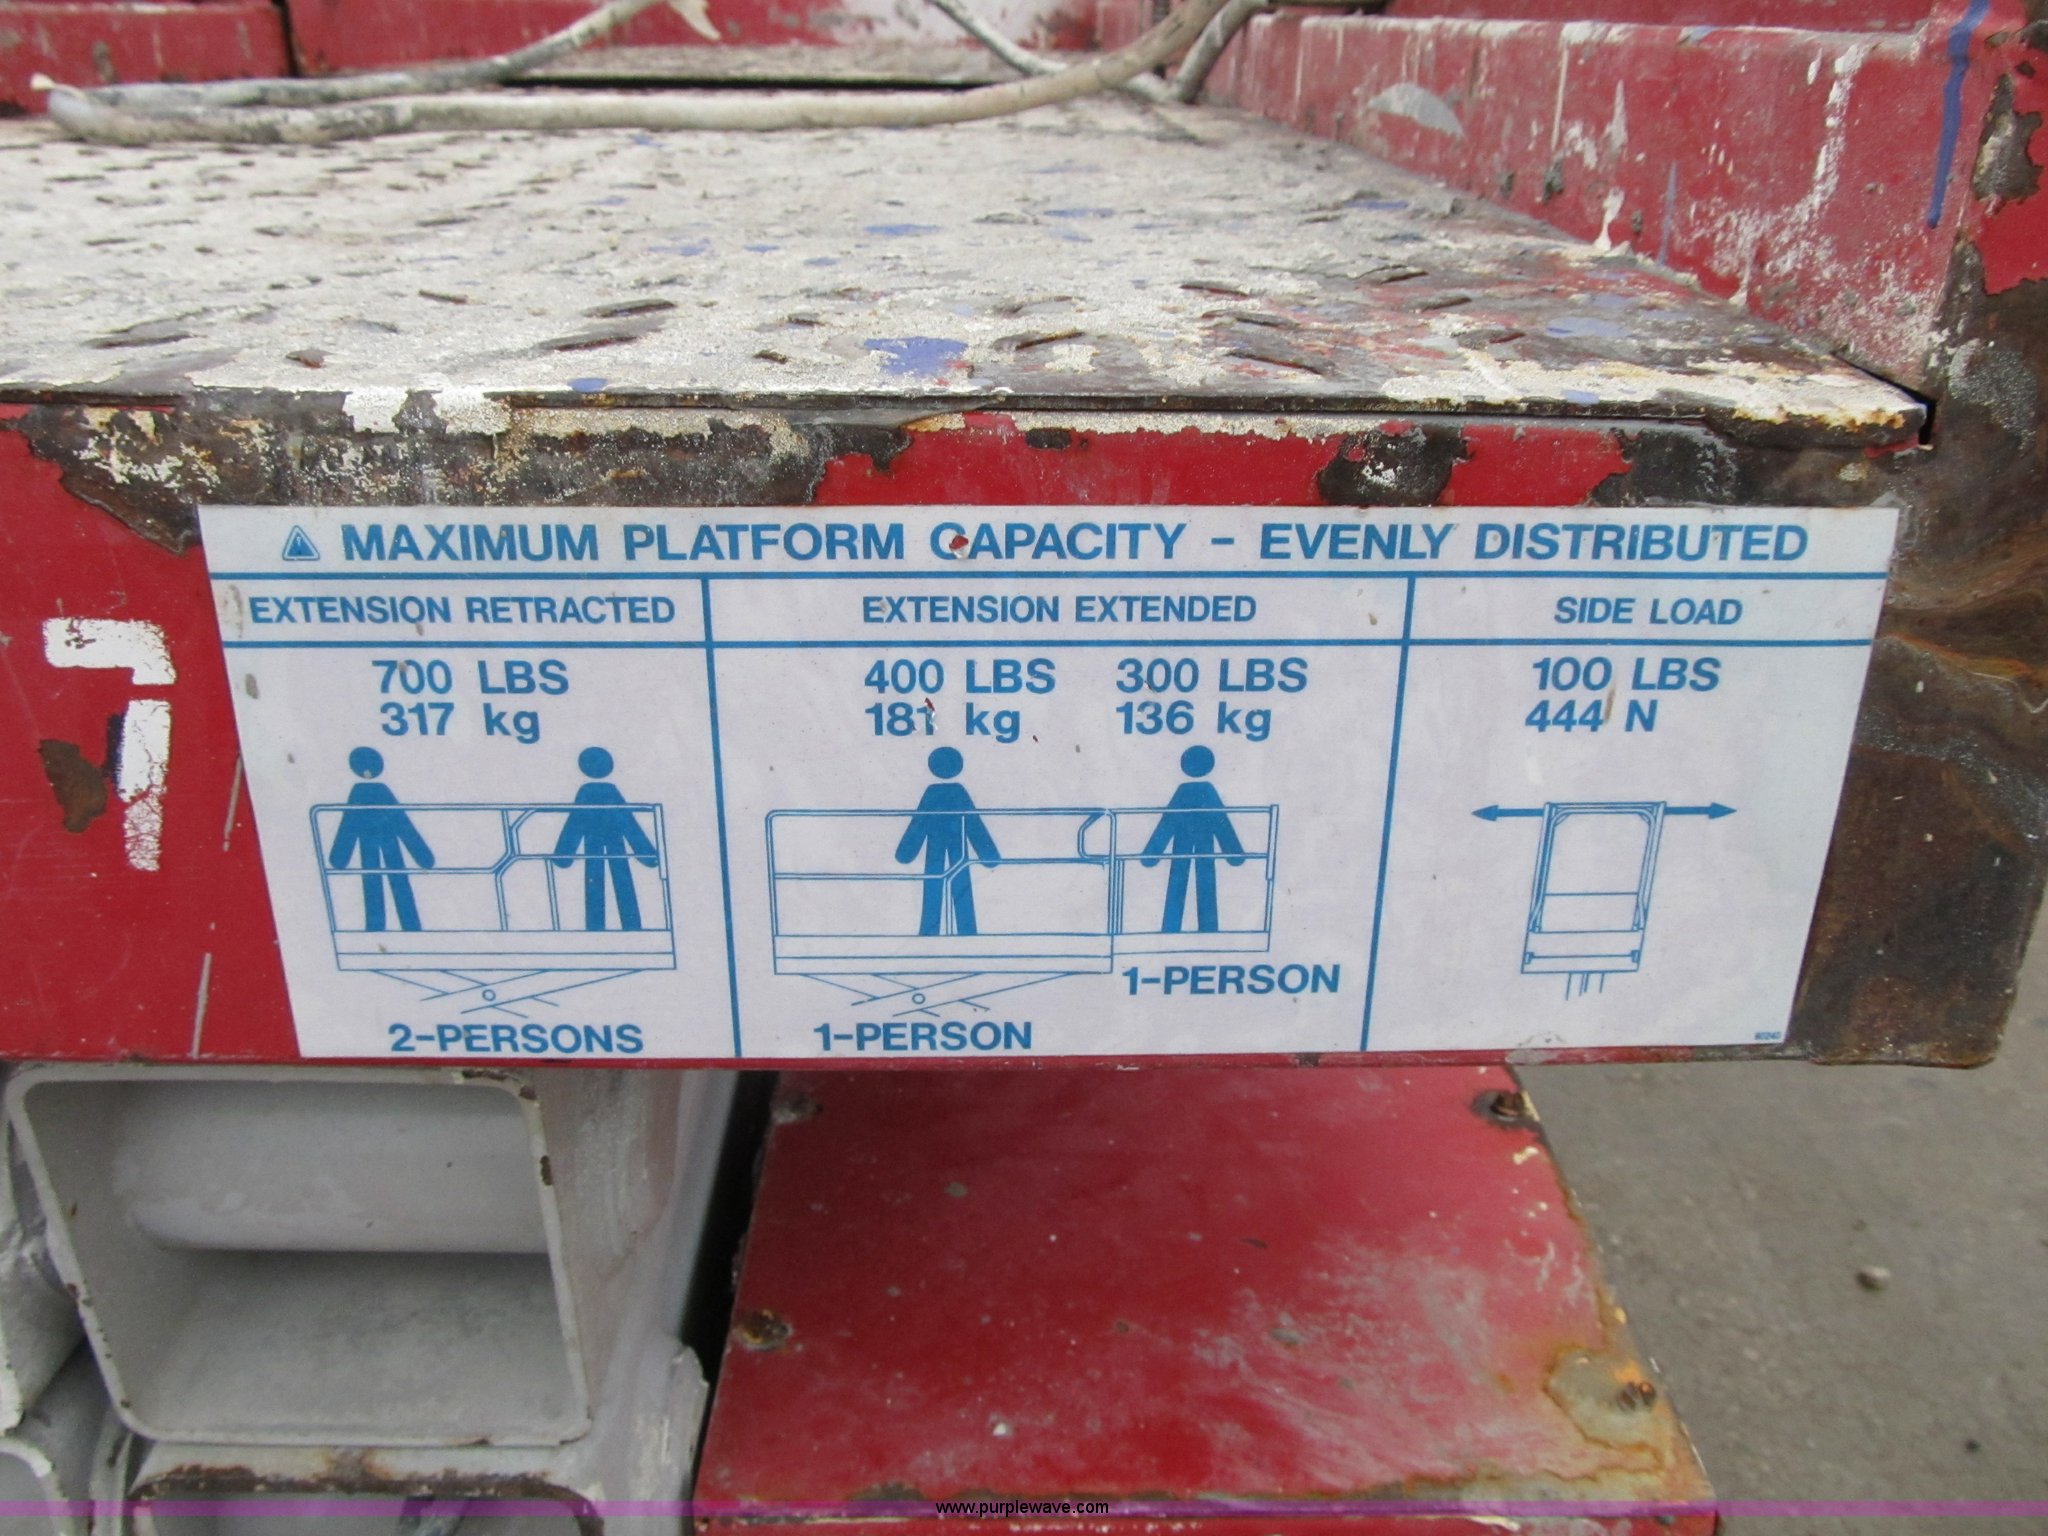 MAXIMUM PLATFORM CAPACITY - EVENLY DISTRIBUTED
EXTENSION RETRACTED
700 LBS
317 kg
2-PERSONS
EXTENSION EXTENDED
400 LBS 300 LBS
181 kg 136 kg
1-PERSON
1-PERSON
SIDE LOAD
100 LBS
444 N
www.purplewave.com